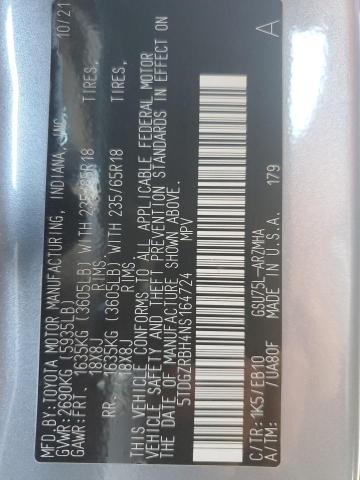 MFD.BY:TOYOTA MOTOR MANUFACTURING, INDIANA, INC. 10/21
GVWR:2690KG (5935LB)
GAWR:FRT. 1635KG (3605LB) WITH 235/65R18 TIRES,
18X8J RIMS,
RR. 1635KG (3605LB) WITH 235/65R18 TIRES,
18X8J RIMS,
THIS VEHICLE CONFORMS TO ALL APPLICABLE FEDERAL MOTOR
VEHICLE SAFETY AND THEFT PREVENTION STANDARDS IN EFFECT ON
THE DATE OF MANUFACTURE SHOWN ABOVE.
5TDGZRBH4NS164724 MPV
C/TR:1K5/EB10 GSU75L-ARZMHA
A/TM: /UA80F MADE IN U.S.A. 179 A